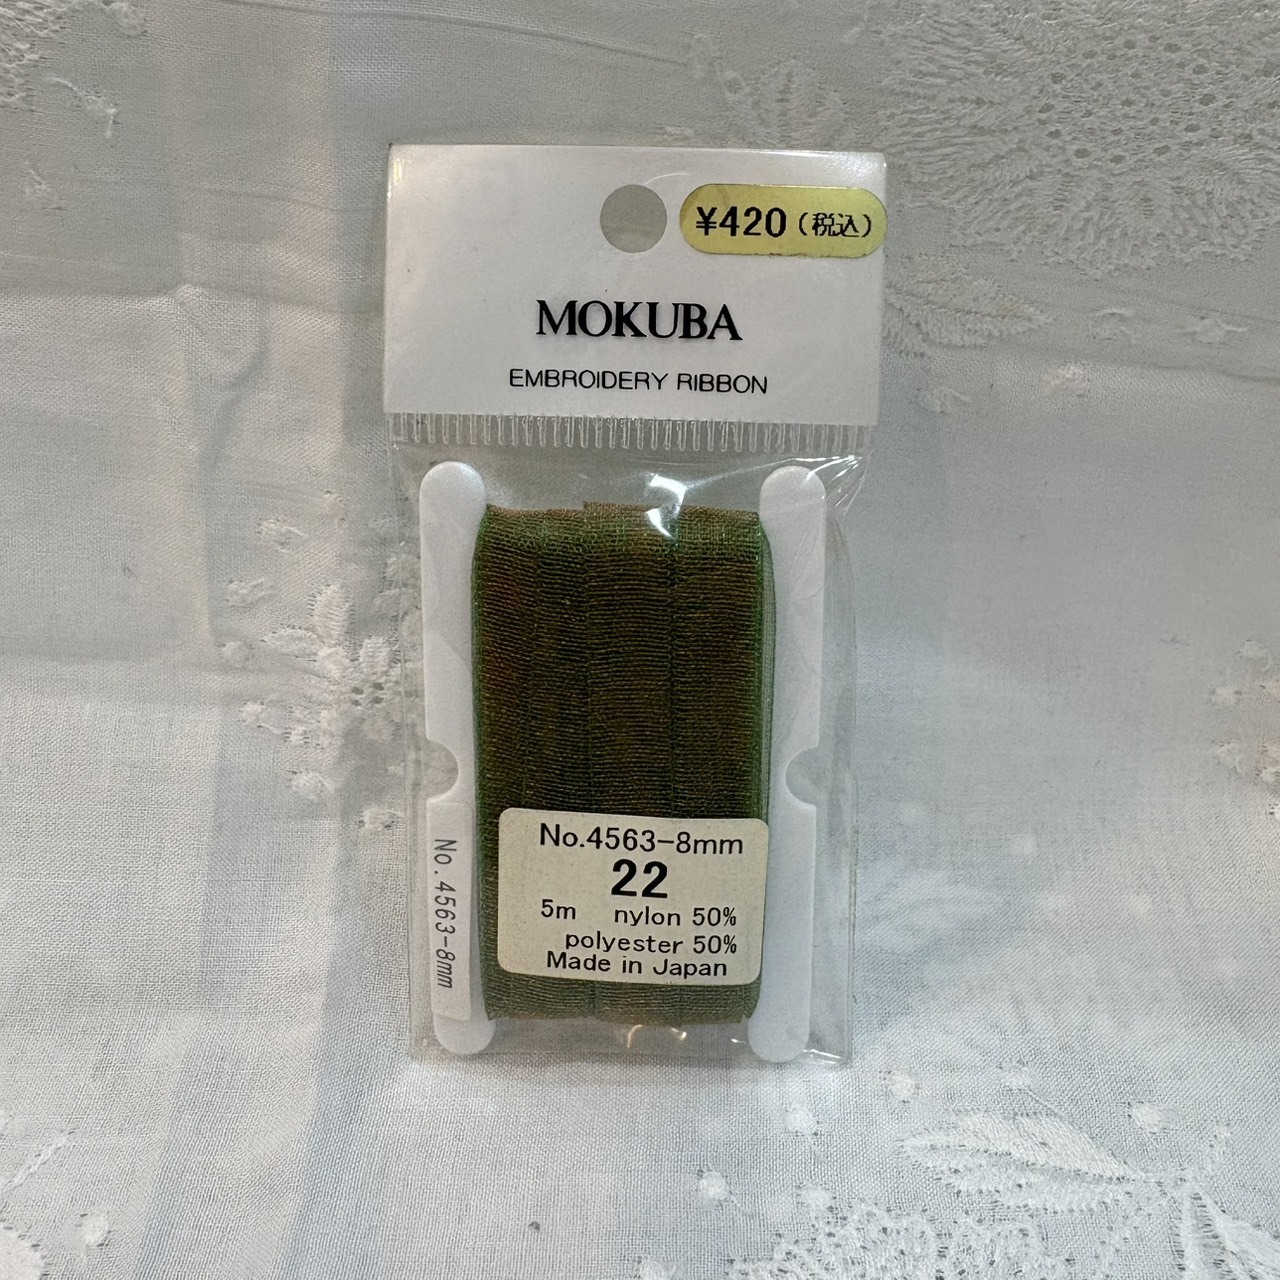 ¥420(税込)
MOKUBA
EMBROIDERY RIBBON
No.4563-8mm
22
5m nylon 50%
polyester 50%
Made in Japan
No.4563-8mm